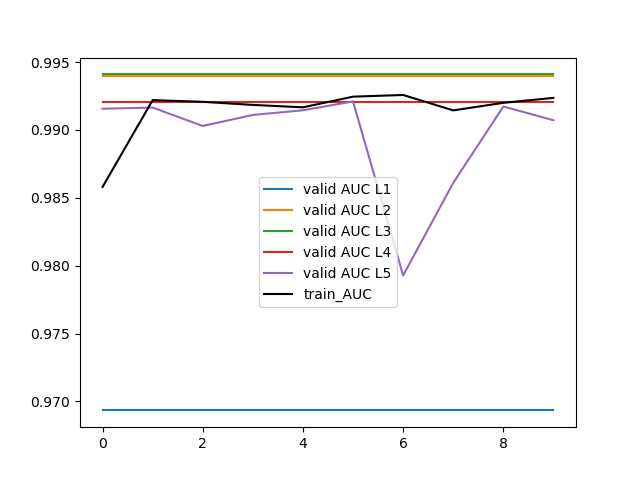 0.995
0.990
0.985
0.980
0.975
0.970
valid AUC L1
valid AUC L2
valid AUC L3
valid AUC L4
valid AUC L5
train_AUC
0 2 4 6 8